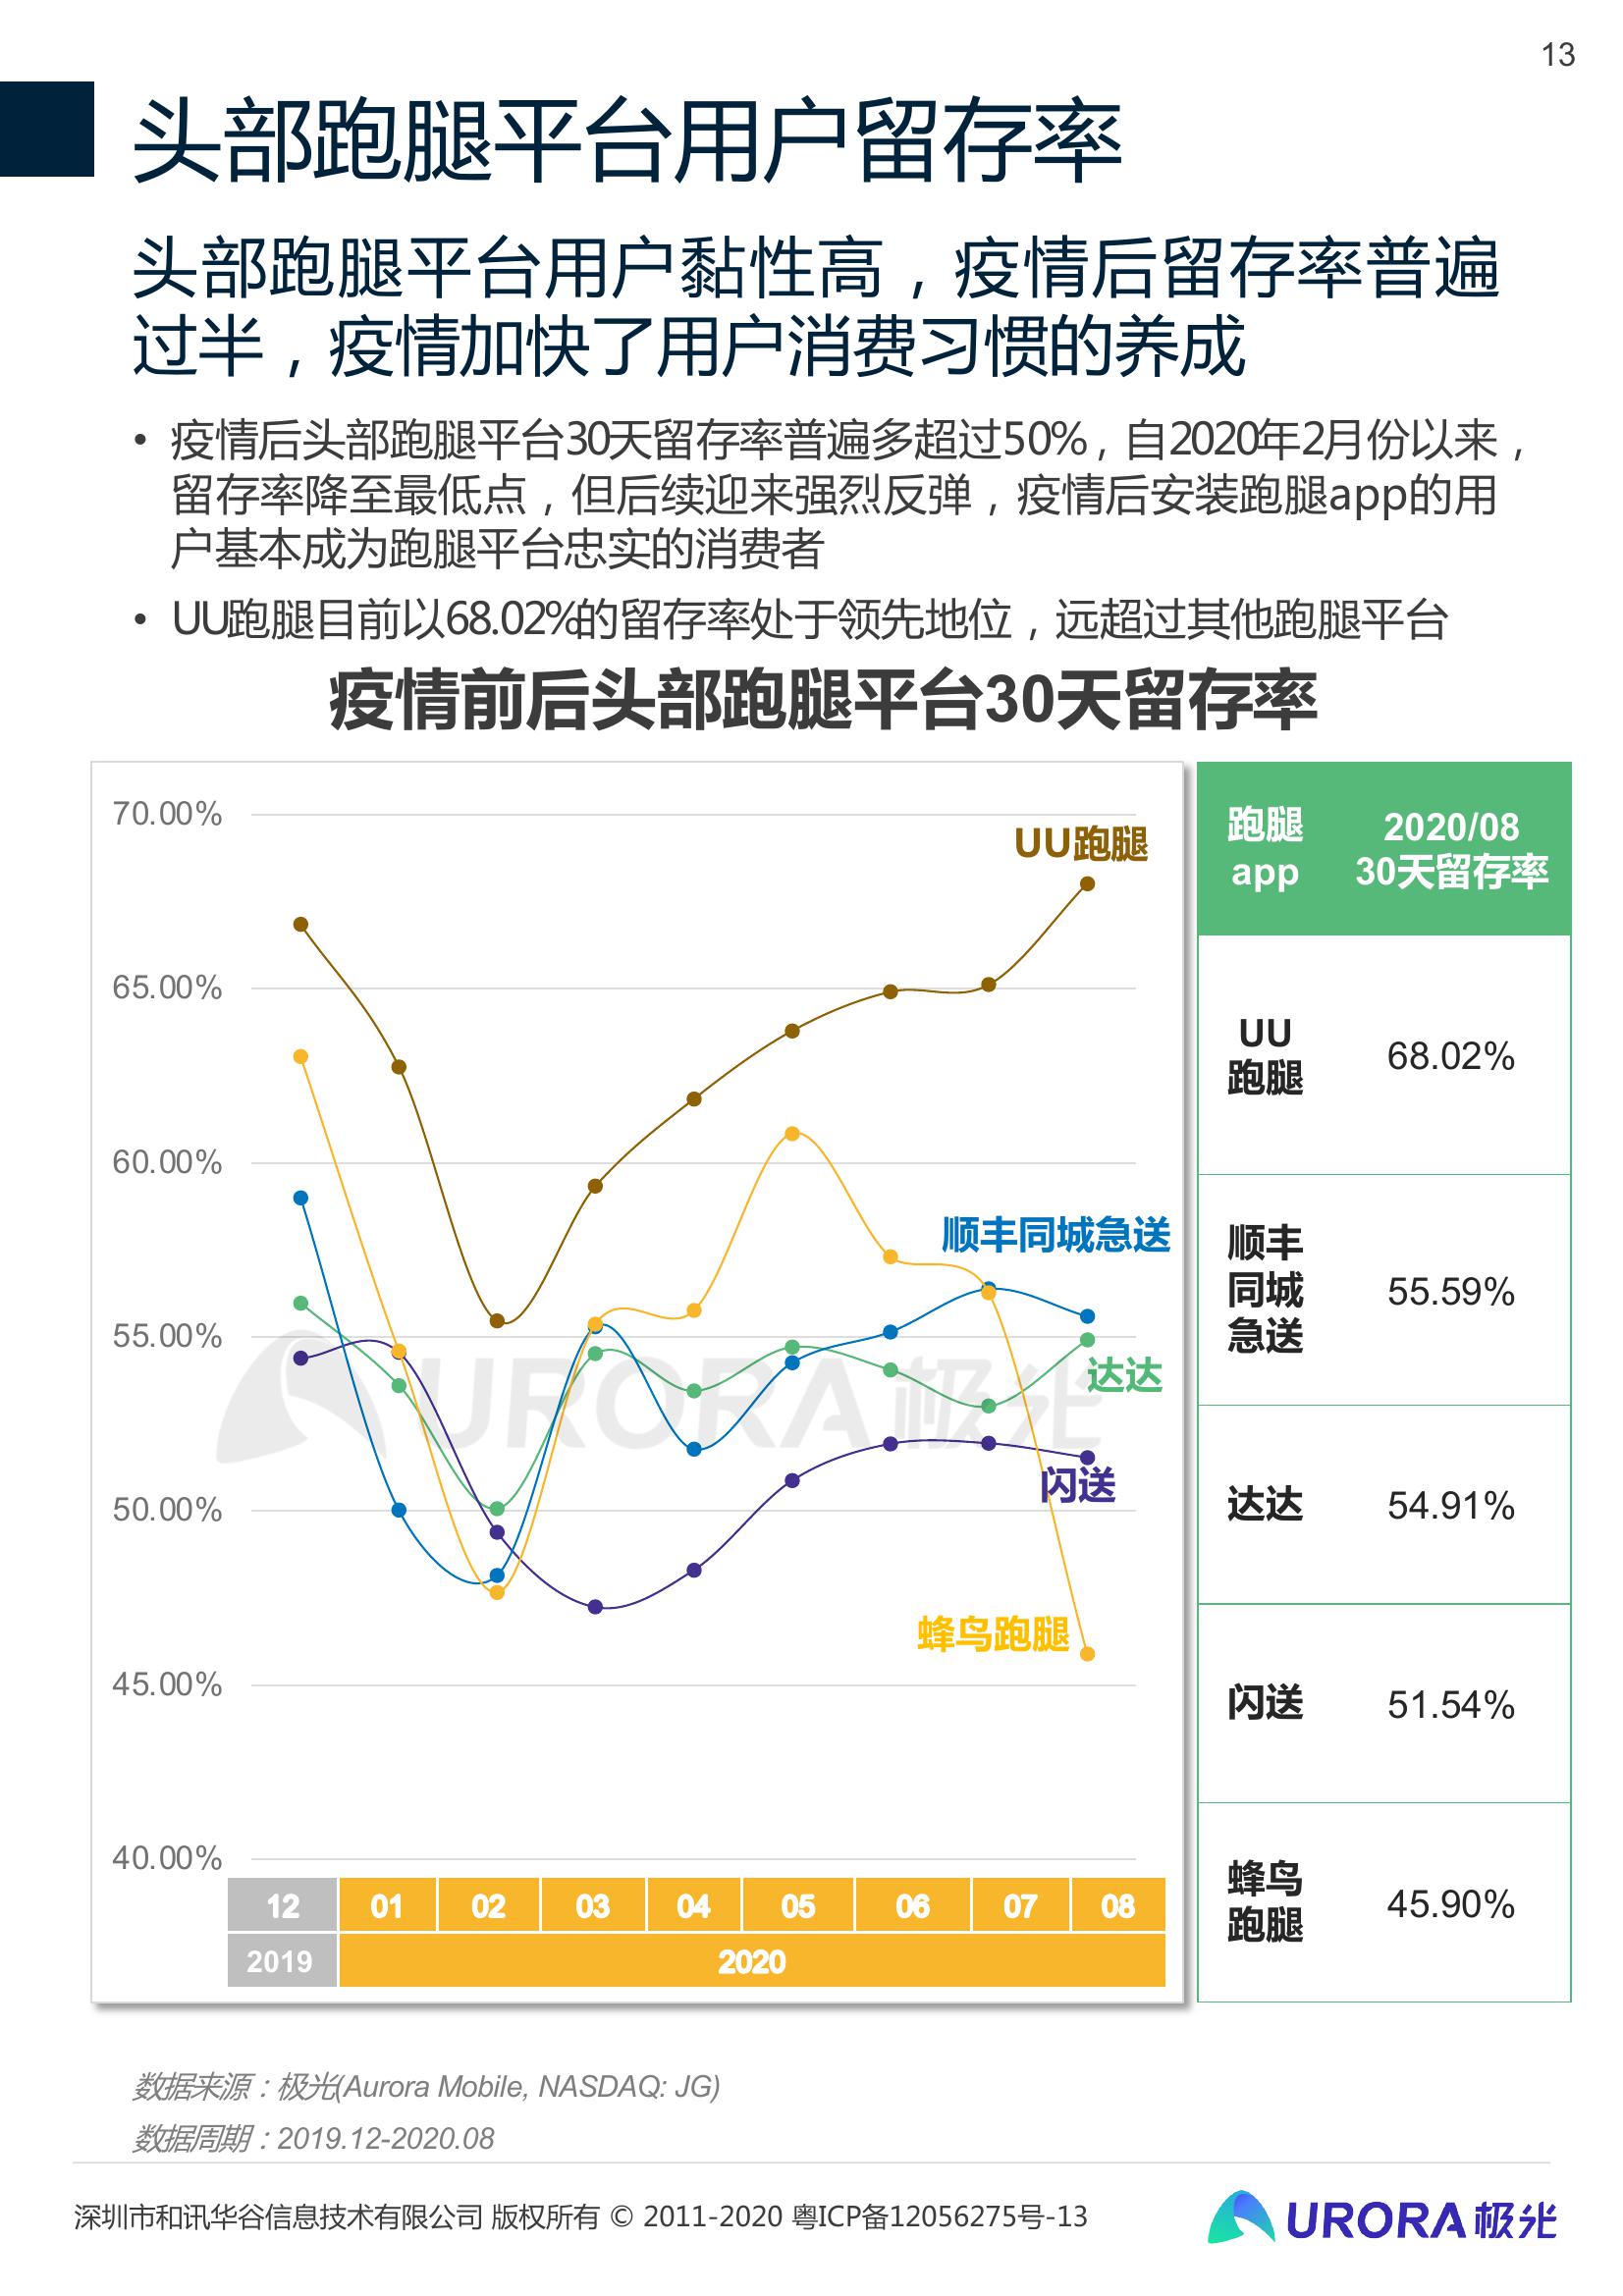 13
头部跑腿平台用户留存率
头部跑腿平台用户黏性高，疫情后留存率普遍
过半，疫情加快了用户消费习惯的养成
• 疫情后头部跑腿平台30天留存率普遍多超过50%，自2020年2月份以来，
留存率降至最低点，但后续迎来强烈反弹，疫情后安装跑腿app的用
户基本成为跑腿平台忠实的消费者
• UU跑腿目前以68.02%的留存率处于领先地位，远超过其他跑腿平台
疫情前后头部跑腿平台30天留存率
70.00%
65.00%
60.00%
55.00%
50.00%
45.00%
40.00%
UU跑腿
顺丰同城急送
达达
闪送
蜂鸟跑腿
URORA极光
12 01 02 03 04 05 06 07 08
2019 2020
跑腿
app
2020/08
30天留存率
UU
跑腿
68.02%
顺丰
同城
急送
55.59%
达达 54.91%
闪送 51.54%
蜂鸟
跑腿
45.90%
数据来源：极光(Aurora Mobile, NASDAQ: JG)
数据周期：2019.12-2020.08
深圳市和讯华谷信息技术有限公司 版权所有 © 2011-2020 粤ICP备12056275号-13
URORA极光